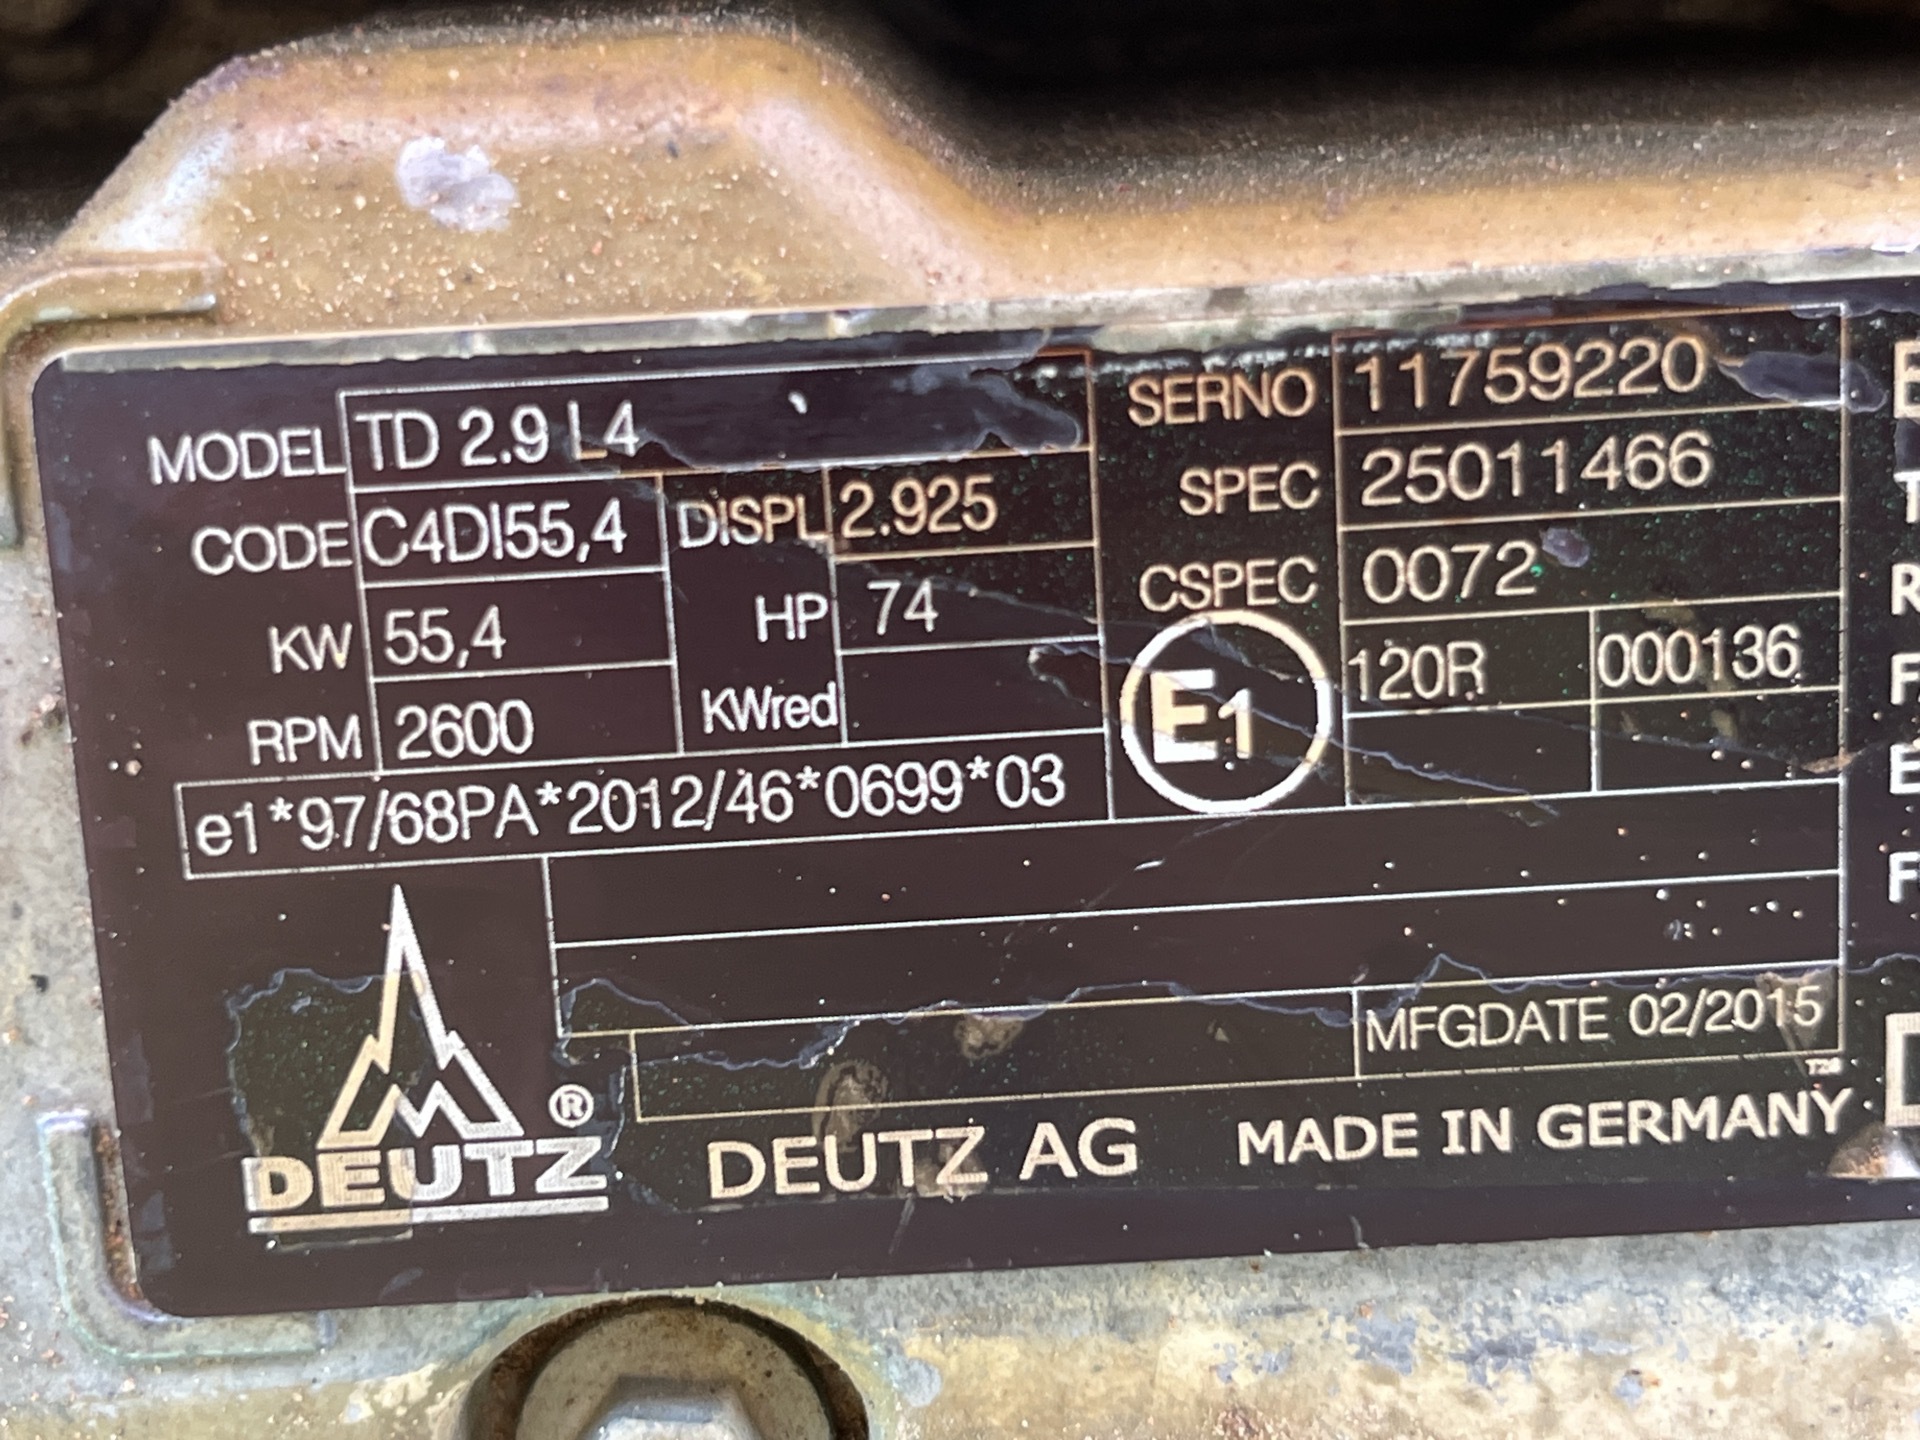 MODEL TD 2.9 L4
CODE C4DI55,4 DISPL 2.925
KW 55,4 HP 74
RPM 2600 KWred
e1*97/68PA*2012/46*0699*03
SERNO 11759220
SPEC 25011466
CSPEC 0072
E1 120R 000136
MFGDATE 02/2015
DEUTZ ®
DEUTZ AG MADE IN GERMANY